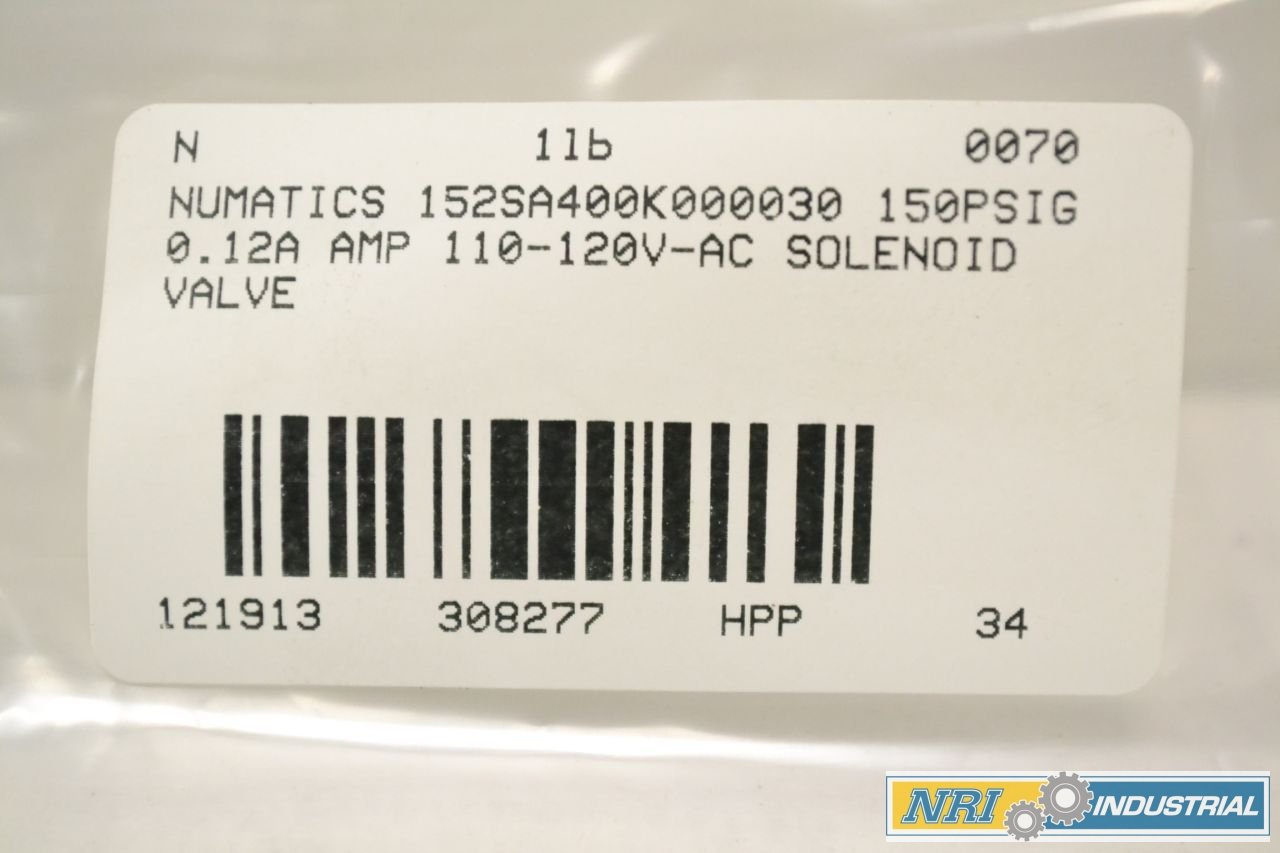 N 1lb 0070
NUMATICS 152SA400K000030 150PSIG
0.12A AMP 110-120V-AC SOLENOID
VALVE
121913 308277 HPP 34
NRI INDUSTRIAL